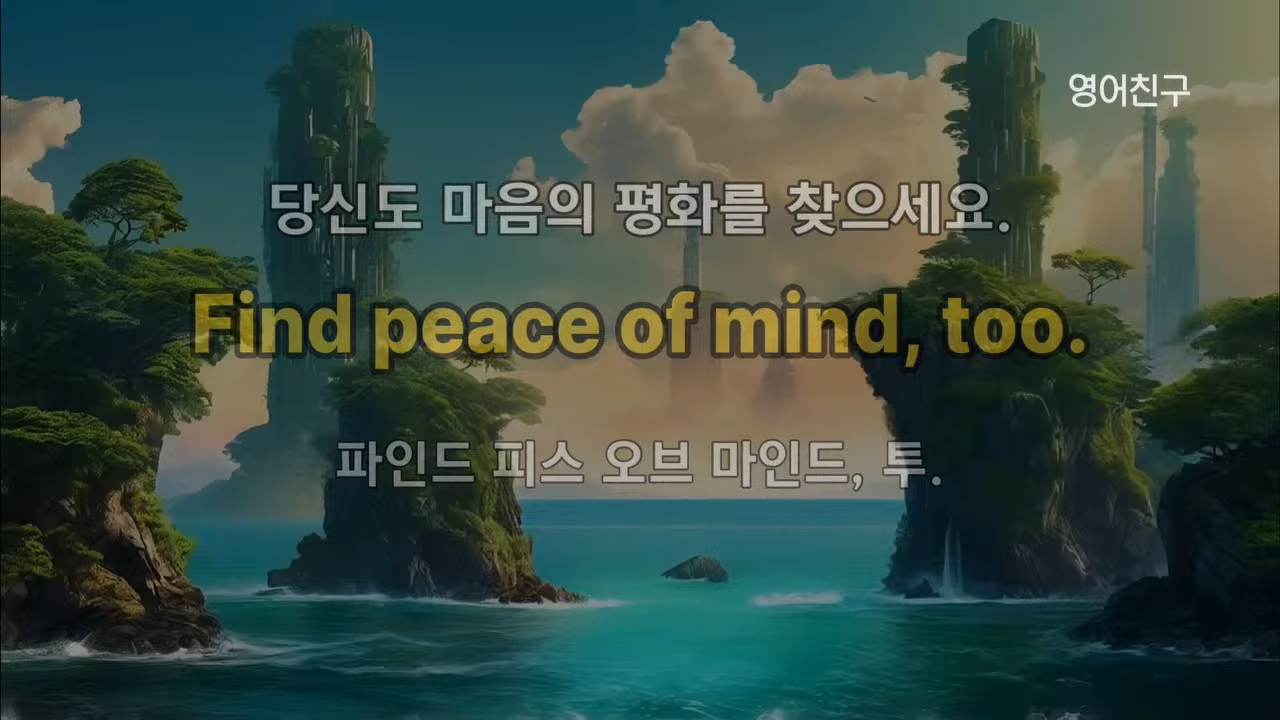 영어친구
당신도 마음의 평화를 찾으세요.
Find peace of mind, too.
파인드 피스 오브 마인드, 투.